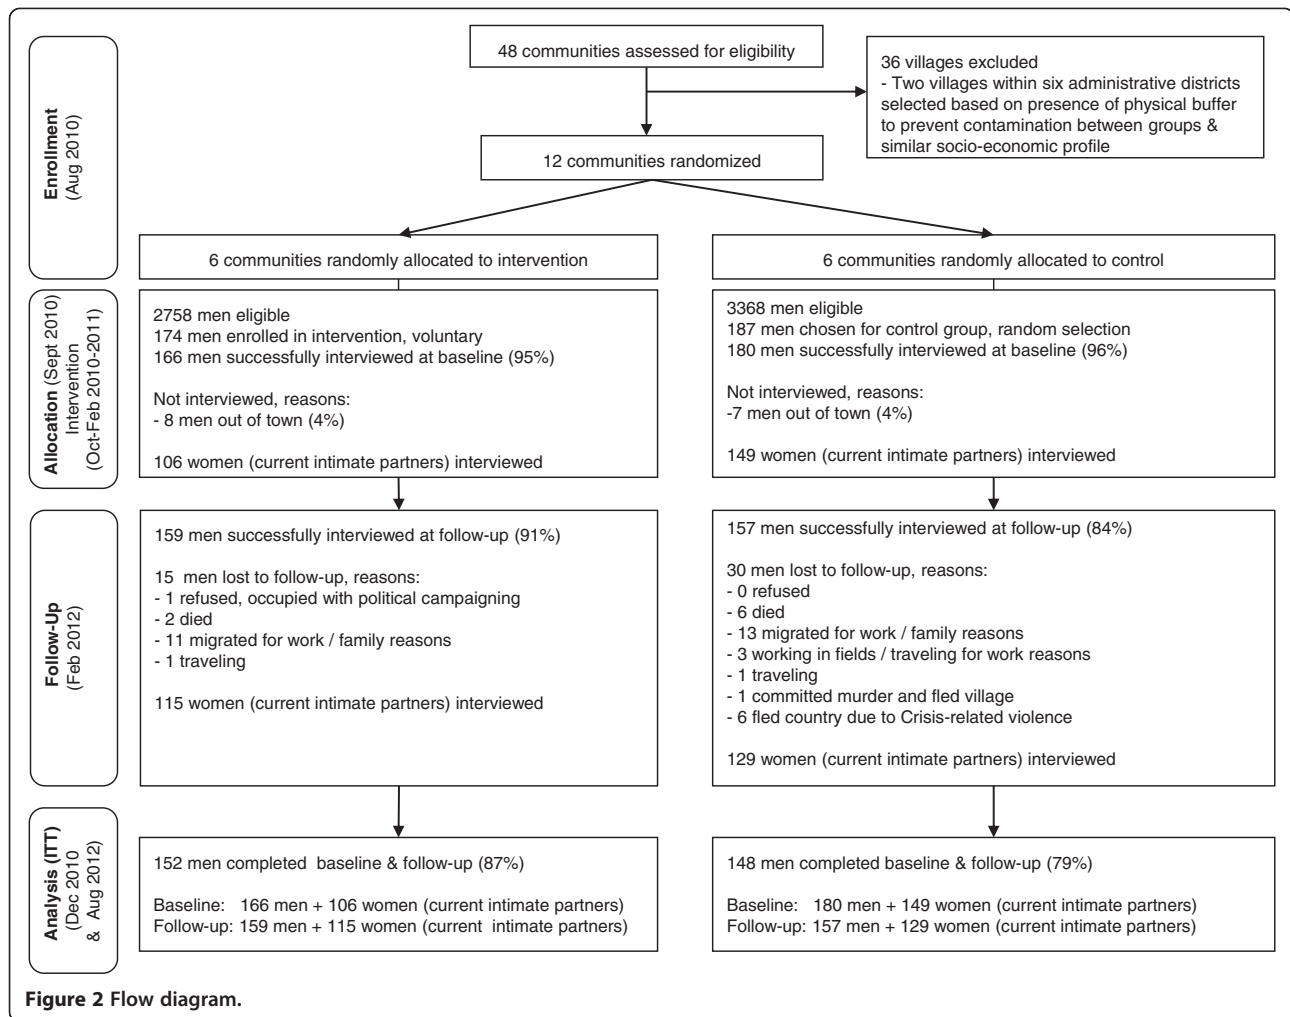 48 communities assessed for eligibility
36 villages excluded
- Two villages within six administrative districts
selected based on presence of physical buffer
to prevent contamination between groups &
similar socio-economic profile
12 communities randomized
Enrollment
(Aug 2010)
6 communities randomly allocated to intervention
6 communities randomly allocated to control
Allocation (Sept 2010)
Intervention
(Oct-Feb 2010-2011)
2758 men eligible
174 men enrolled in intervention, voluntary
166 men successfully interviewed at baseline (95%)
Not interviewed, reasons:
- 8 men out of town (4%)
106 women (current intimate partners) interviewed
3368 men eligible
187 men chosen for control group, random selection
180 men successfully interviewed at baseline (96%)
Not interviewed, reasons:
-7 men out of town (4%)
149 women (current intimate partners) interviewed
Follow-Up
(Feb 2012)
159 men successfully interviewed at follow-up (91%)
15 men lost to follow-up, reasons:
- 1 refused, occupied with political campaigning
- 2 died
- 11 migrated for work / family reasons
- 1 traveling
115 women (current intimate partners) interviewed
157 men successfully interviewed at follow-up (84%)
30 men lost to follow-up, reasons:
- 0 refused
- 6 died
- 13 migrated for work / family reasons
- 3 working in fields / traveling for work reasons
- 1 traveling
- 1 committed murder and fled village
- 6 fled country due to Crisis-related violence
129 women (current intimate partners) interviewed
Analysis (ITT)
(Dec 2010
& Aug 2012)
152 men completed baseline & follow-up (87%)
Baseline: 166 men + 106 women (current intimate partners)
Follow-up: 159 men + 115 women (current intimate partners)
148 men completed baseline & follow-up (79%)
Baseline: 180 men + 149 women (current intimate partners)
Follow-up: 157 men + 129 women (current intimate partners)
Figure 2 Flow diagram.